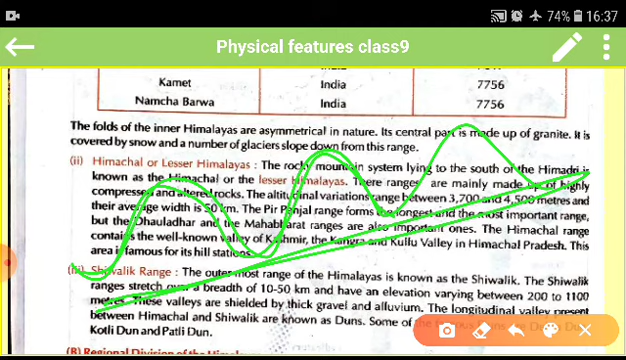 74% 16:37
Physical features class9
Kamet India 7756
Namcha Barwa India 7756
The folds of the inner Himalayas are asymmetrical in nature. Its central part is made up of granite. It is
covered by snow and a number of glaciers slope down from this range.
(ii) Himachal or Lesser Himalayas : The rocky mountain system lying to the south of the Himadri is
known as the Himachal or the lesser Himalayas. There ranges are mainly made up of highly
compressed and altered rocks. The altitudinal variations range between 3,700 and 4,500 metres and
their average width is 50 km. The Pir Panjal range forms the longest and the most important range,
but the Dhauladhar and the Mahabharat ranges are also important ones. The Himachal range
contains the well-known valley of Kashmir, the Kangra and Kullu Valley in Himachal Pradesh. This
area is famous for its hill stations.
(iii) Shiwalik Range : The outer most range of the Himalayas is known as the Shiwalik. The Shiwalik
ranges stretch over a breadth of 10-50 km and have an elevation varying between 200 to 1100
metres. These valleys are shielded by thick gravel and alluvium. The longitudinal valley present
between Himachal and Shiwalik are known as Duns. Some of the
Kotli Dun and Patli Dun.
(B) Regional Division of the